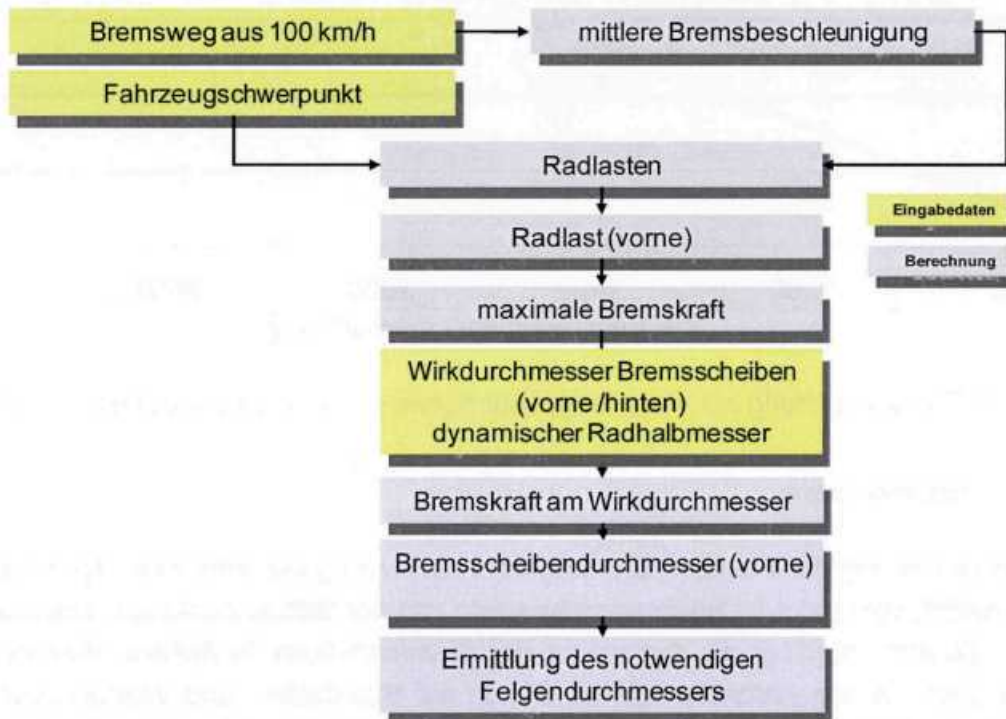 Bremsweg aus 100 km/h
mittlere Bremsbeschleunigung
Fahrzeugschwerpunkt
Radlasten
Eingabedaten
Radlast (vorne)
Berechnung
maximale Bremskraft
Wirkdurchmesser Bremsscheiben
(vorne /hinten)
dynamischer Radhalbmesser
Bremskraft am Wirkdurchmesser
Bremsscheibendurchmesser (vorne)
Ermittlung des notwendigen
Felgendurchmessers